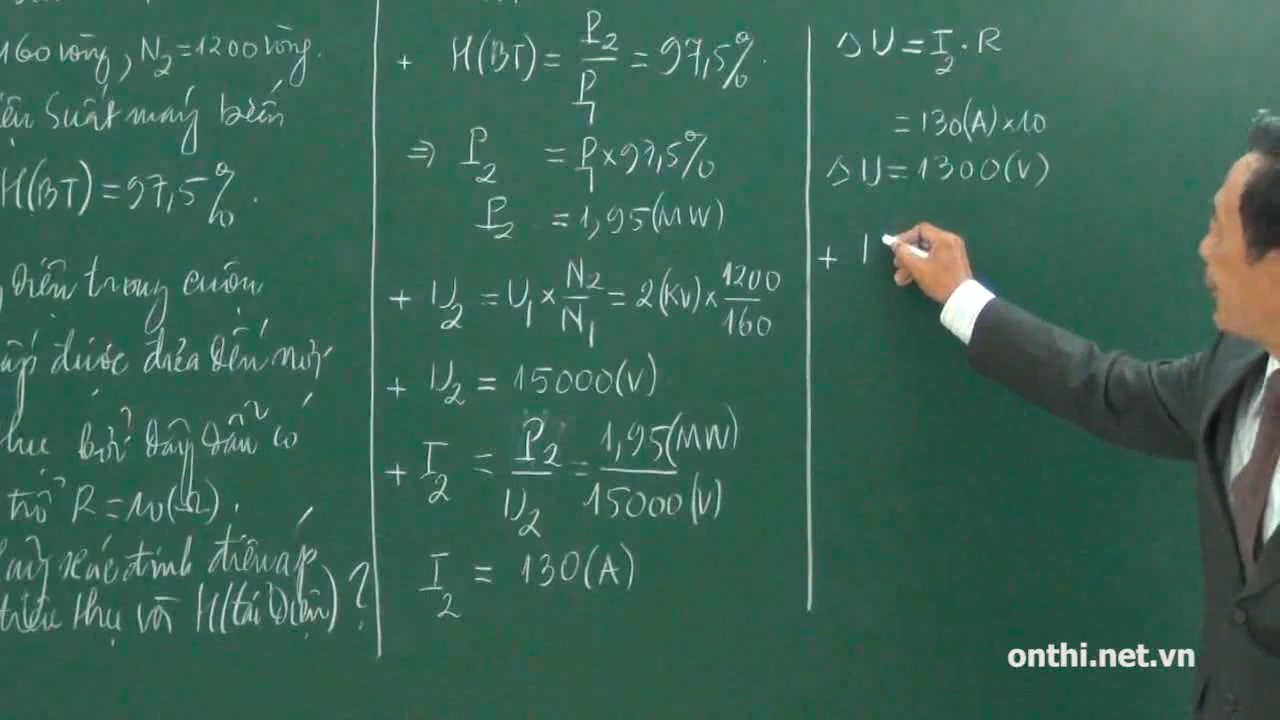 160 vòng, N₂ = 1200 vòng.
Suất máy biến
H(BT) = 97,5%.
điện trong cuộn
được đưa đến nơi
bởi dây dẫn có
trở R = 10(Ω).
xác định điện áp
tiêu thụ và H(tải điện)?
+ H(BT) = P₂/P₁ = 97,5%.
⇒ P₂ = P₁ × 97,5%
P₂ = 1,95(MW)
+ U₂ = U₁ × N₂/N₁ = 2(KV) × 1200/160
+ U₂ = 15000(V)
+ I₂ = P₂/U₂ = 1,95(MW)/15000(V)
I₂ = 130(A)
ΔU = I₂.R
= 130(A)×10
ΔU = 1300(V)
+
onthi.net.vn